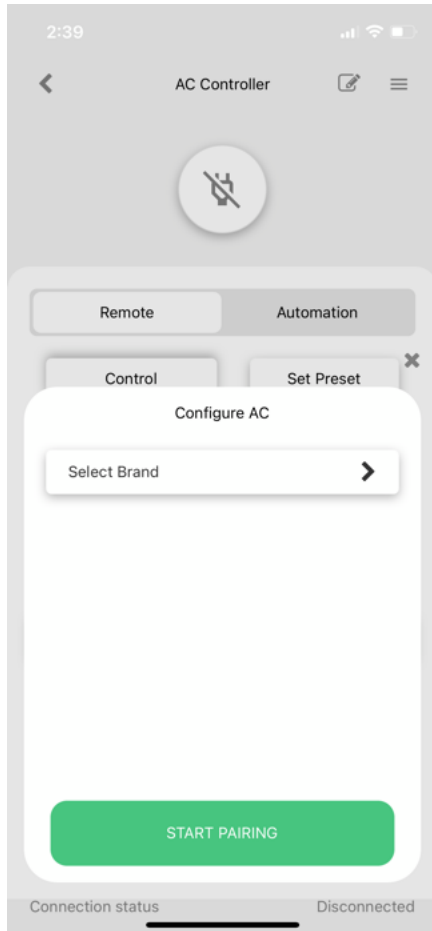 2:39
AC Controller
Remote Automation
Control Set Preset
Configure AC
Select Brand
START PAIRING
Connection status Disconnected